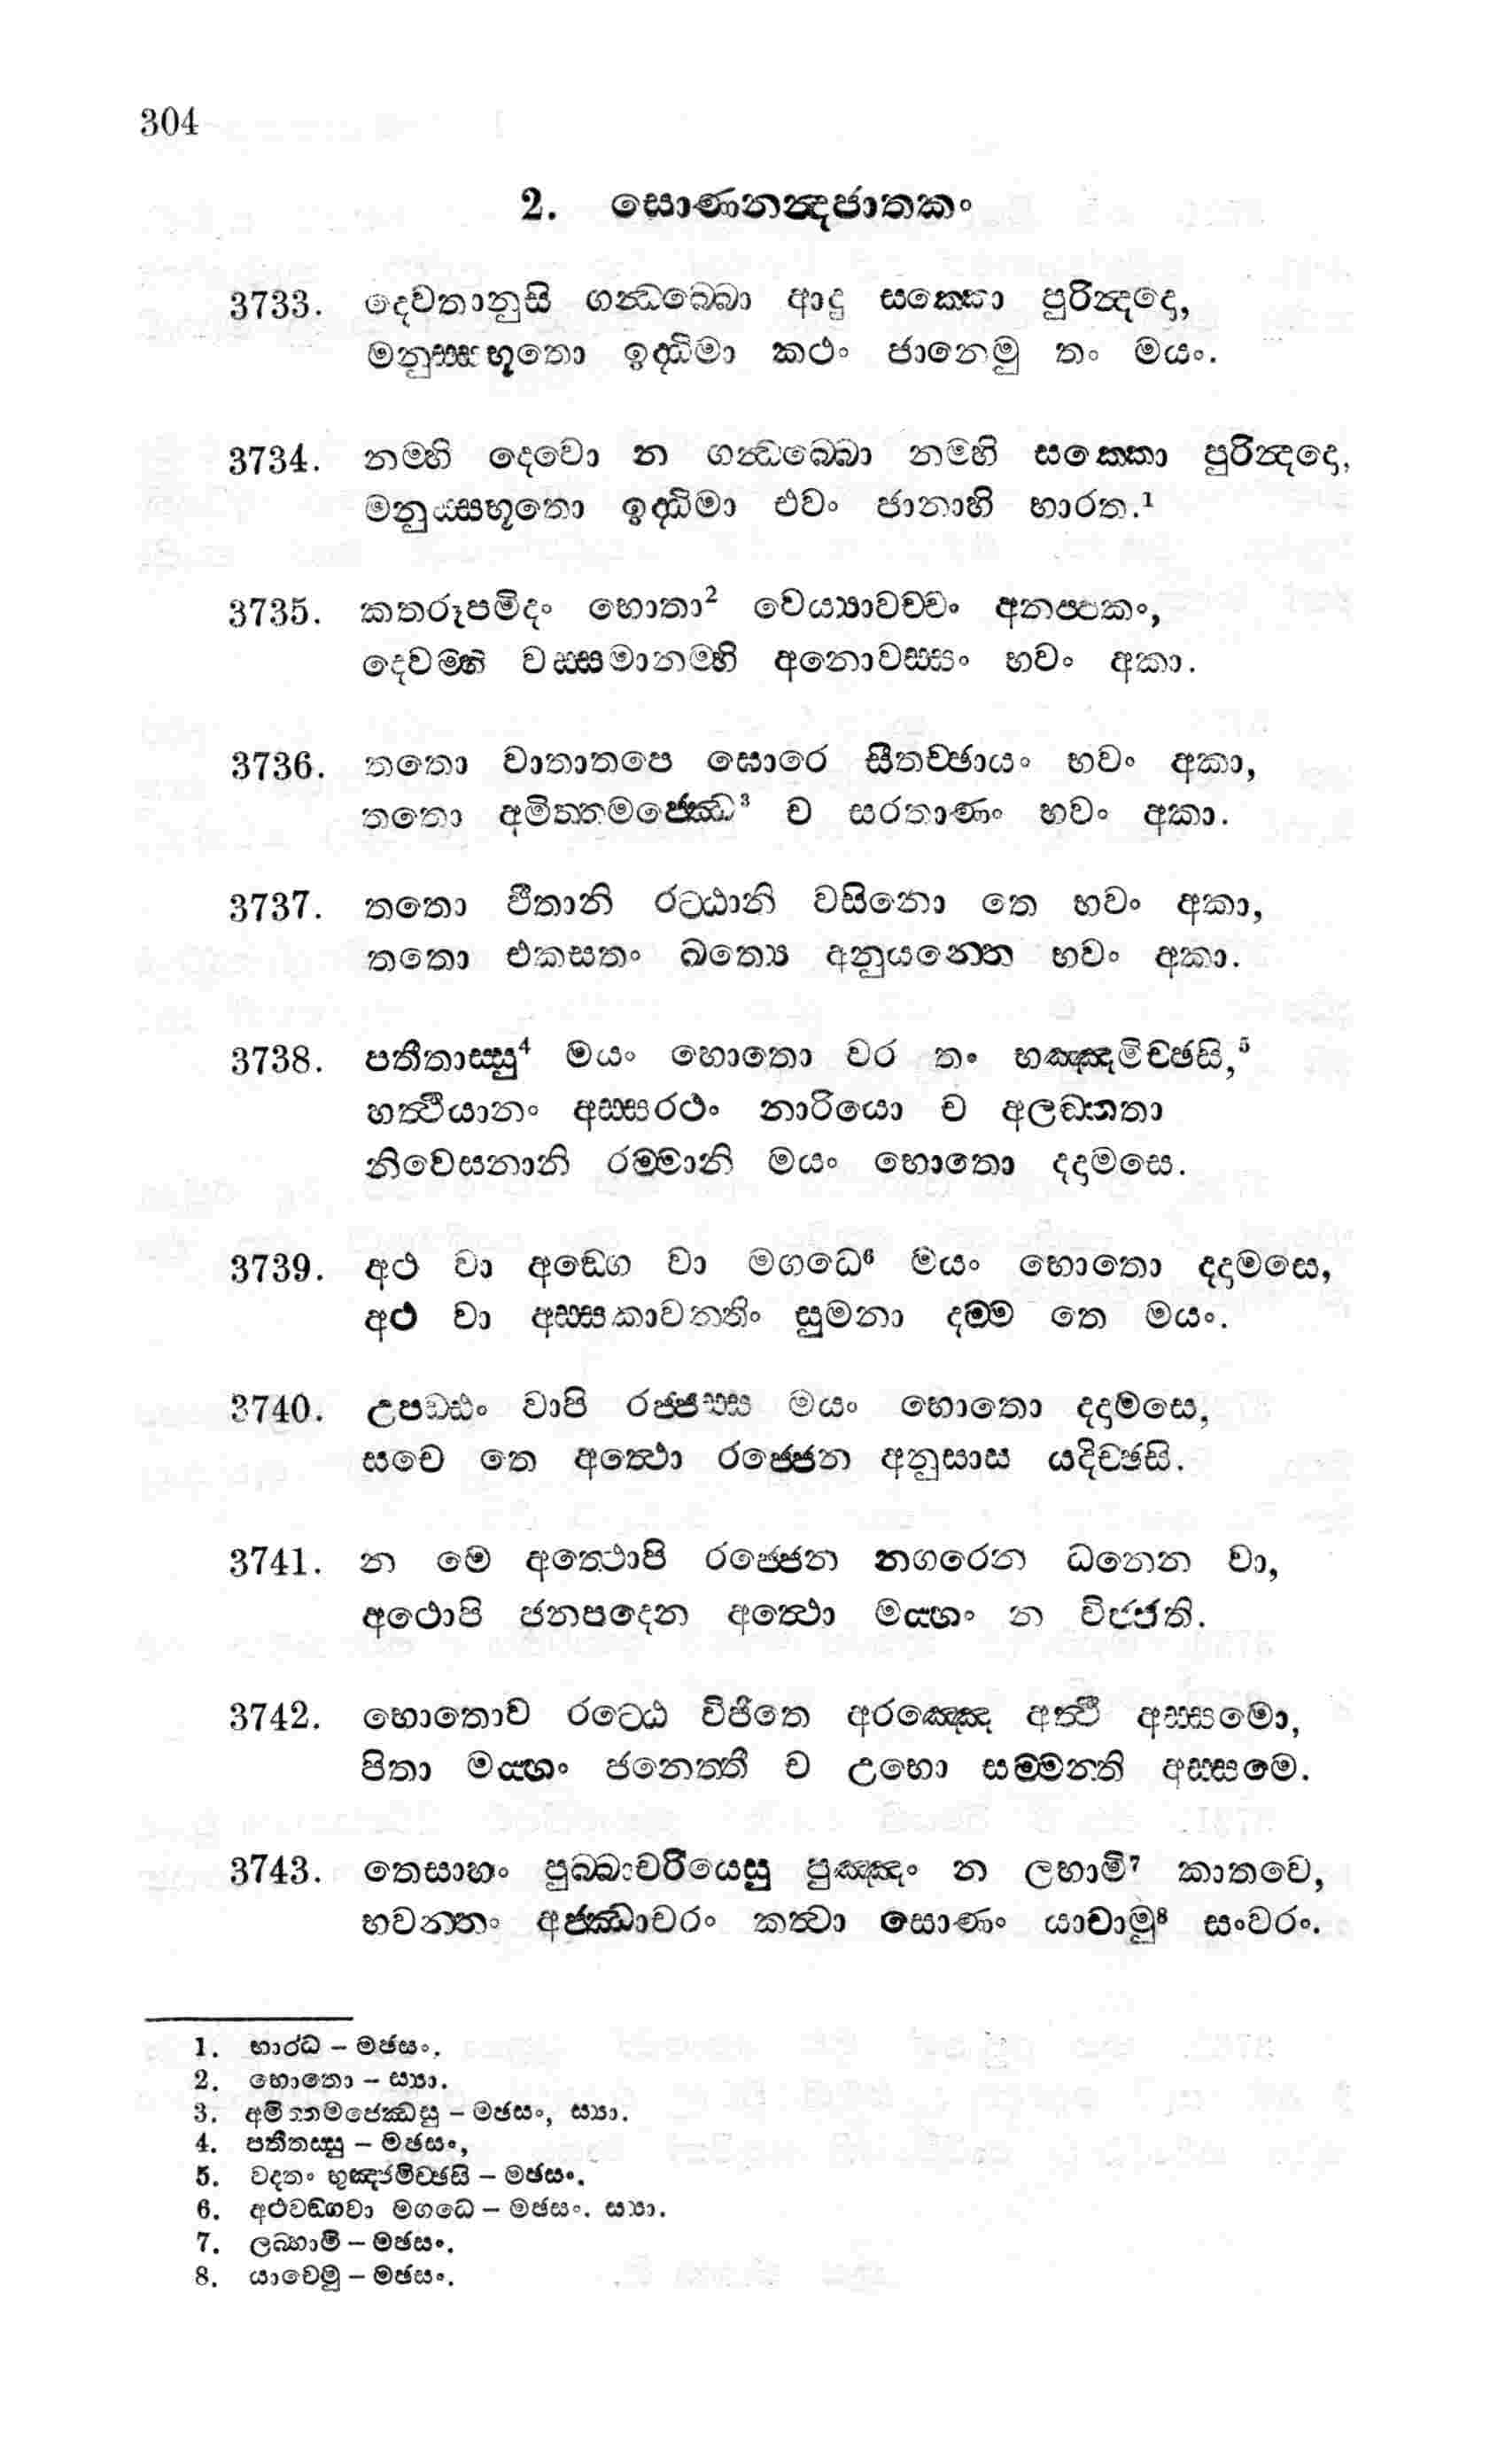 304
2. සොණනන්දජාතකං
3733. දෙවතානුසි ගන්ධබ්බො ආදු සක්කො පුරින්දදො,
මනුස්සභූතො ඉද්ධිමා කථං ජානෙමු තං මයං.
3734. නම්හි දෙවො න ගන්ධබ්බො නම්හි සක්කො පුරින්දදො,
මනුස්සභූතො ඉද්ධිමා එවං ජානාහි භාරත.¹
3735. කතරූපමිදං භොතා² වෙය්‍යාවච්චං අනප්පකං,
දෙවම්හි වස්සමානම්හි අනොවස්සං භවං අකා.
3736. තතො වාතාතපෙ ඝොරෙ සීතච්ඡායං භවං අකා,
තතො අමිත්තමජ්ඣෙ³ ච සරතාණං භවං අකා.
3737. තතො ඵීතානි රට්ඨානි වසිනො තෙ භවං අකා,
තතො එකසතං ඛත්‍යෙ අනුයන්තෙ භවං අකා.
3738. පතීතාස්සු⁴ මයං භොතො වර තං භඤ්ඤමිච්ඡසි,⁵
හත්ථියානං අස්සරථං නාරියො ච අලඞ්කතා
නිවෙසනානි රම්මානි මයං භොතො දදාමසෙ.
3739. අථ වා අඞ්ගෙ වා මගධෙ⁶ මයං භොතො දදාමසෙ,
අථ වා අස්සකාවන්තිං සුමනා දම්ම තෙ මයං.
3740. උපඩ්ඪං වාපි රජ්ජස්ස මයං භොතො දදාමසෙ,
සචෙ තෙ අත්ථො රජ්ජෙන අනුසාස යදිච්ඡසි.
3741. න මෙ අත්ථොපි රජ්ජෙන නගරෙන ධනෙන වා,
අථොපි ජනපදෙන අත්ථො මය්හං න විජ්ජති.
3742. භොතොව රට්ඨෙ විජිතෙ අරඤ්ඤෙ අත්ථි අස්සමො,
පිතා මය්හං ජනෙත්තී ච උභො සම්මන්ති අස්සමෙ.
3743. තෙසාහං පුබ්බාචරියෙසු පුඤ්ඤං න ලභාමි⁷ කාතවෙ,
භවන්තං අජ්ඣාවරං කත්වා සොණං යාචාමු⁸ සංවරං.
1. භාරධ – මඡසං.
2. භොතො – ස්‍යා.
3. අමිත්තමජ්ඣෙසු – මඡසං, ස්‍යා.
4. පතීතස්සු – මඡසං,
5. වදතං භුඤ්ජමිච්ඡසි – මඡසං.
6. අථවඞ්ගවා මගධෙ – මඡසං. ස්‍යා.
7. ලබ්භාමි – මඡසං.
8. යාචෙමු – මඡසං.